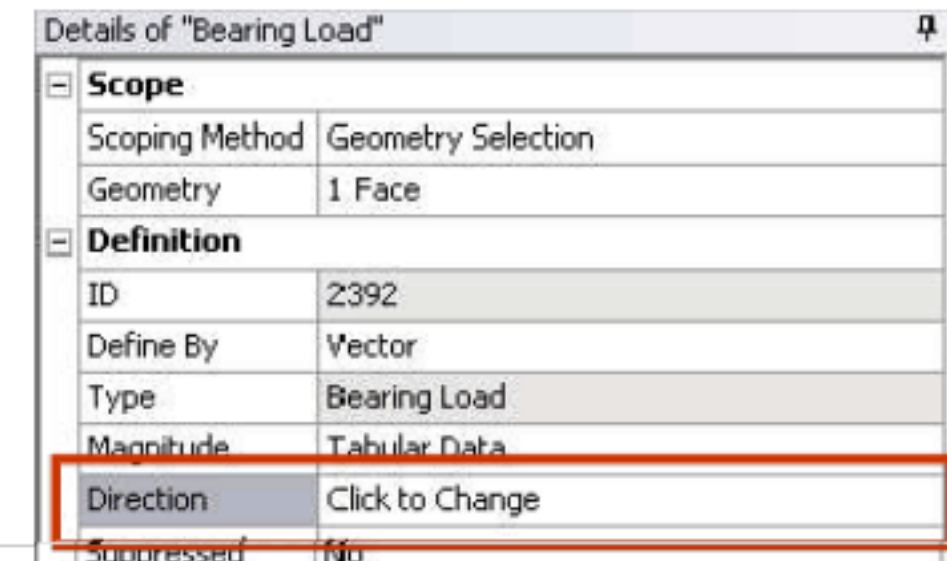 Details of "Bearing Load"
Scope
Scoping Method Geometry Selection
Geometry 1 Face
Definition
ID 2392
Define By Vector
Type Bearing Load
Magnitude Tabular Data
Direction Click to Change
Suppressed No